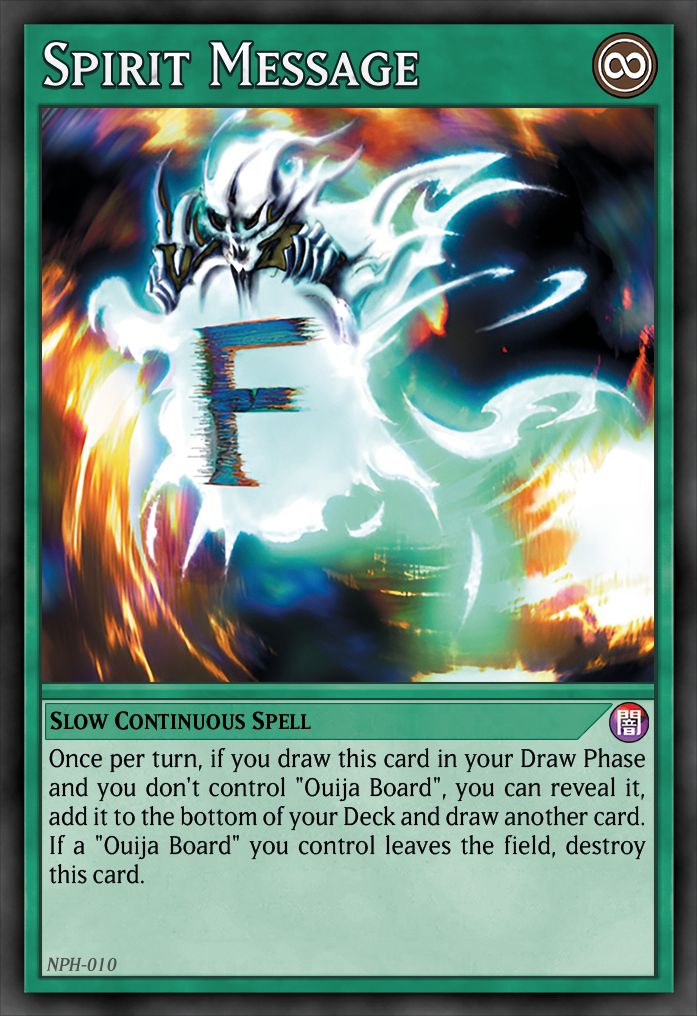 SPIRIT MESSAGE
F
SLOW CONTINUOUS SPELL
闇
Once per turn, if you draw this card in your Draw Phase
and you don't control "Ouija Board", you can reveal it,
add it to the bottom of your Deck and draw another card.
If a "Ouija Board" you control leaves the field, destroy
this card.
NPH-010